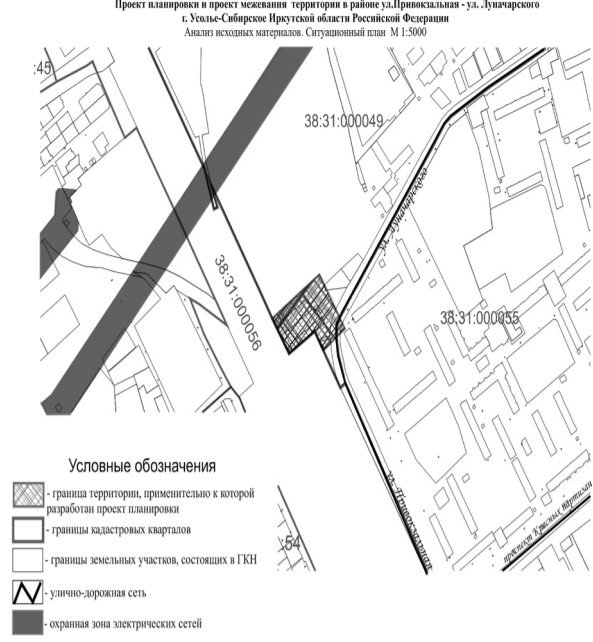 Проект планировки и проект межевания территории в районе ул.Привокзальная - ул. Луначарского
г. Усолье-Сибирское Иркутской области Российской Федерации
Анализ исходных материалов. Ситуационный план М 1:5000
:45
38:31:000049
ул. Луначарского
38:31:000056
38:31:000055
ул. Привокзальная
проспект Красных партизан
:54
Условные обозначения
- граница территории, применительно к которой
разработан проект планировки
- границы кадастровых кварталов
- границы земельных участков, состоящих в ГКН
- улично-дорожная сеть
- охранная зона электрических сетей